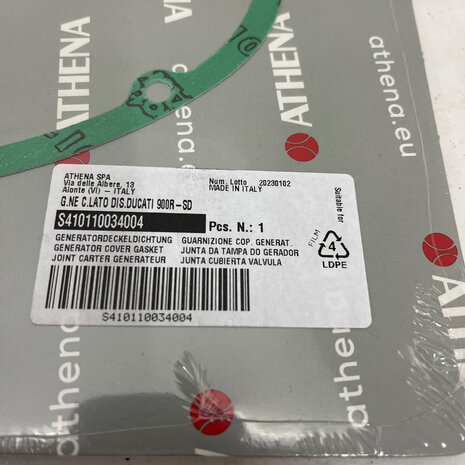 ATHENA
ATHENA
athena.eu
ATHENA SPA
Via delle Albere, 13
Alonte (Vi) - ITALY
Num. Lotto 20230102
MADE IN ITALY
G.NE C.LATO DIS.DUCATI 900R-SD
S410110034004
Pcs. N.: 1
Suitable for
GENERATORDECKELDICHTUNG
GENERATOR COVER GASKET
JOINT CARTER GENERATEUR
GUARNIZIONE COP. GENERAT.
JUNTA DA TAMPA DO GERADOR
JUNTA CUBIERTA VALVULA
FILM
4
LDPE
S410110034004
ATHENA
ATHENA